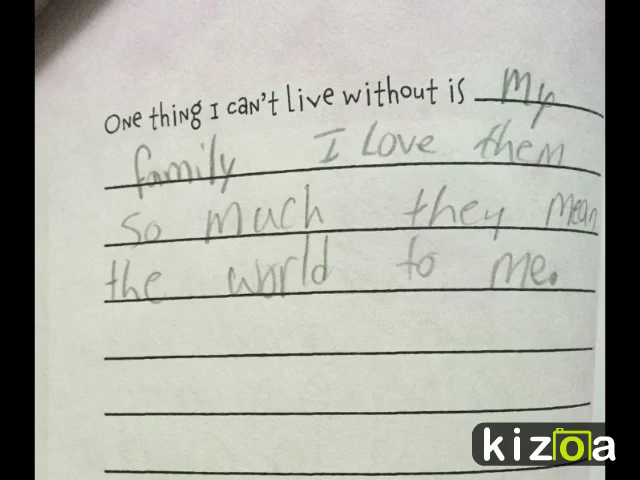 One thing I can't live without is My
family I Love them
so much they mean
the world to me.
kizoa